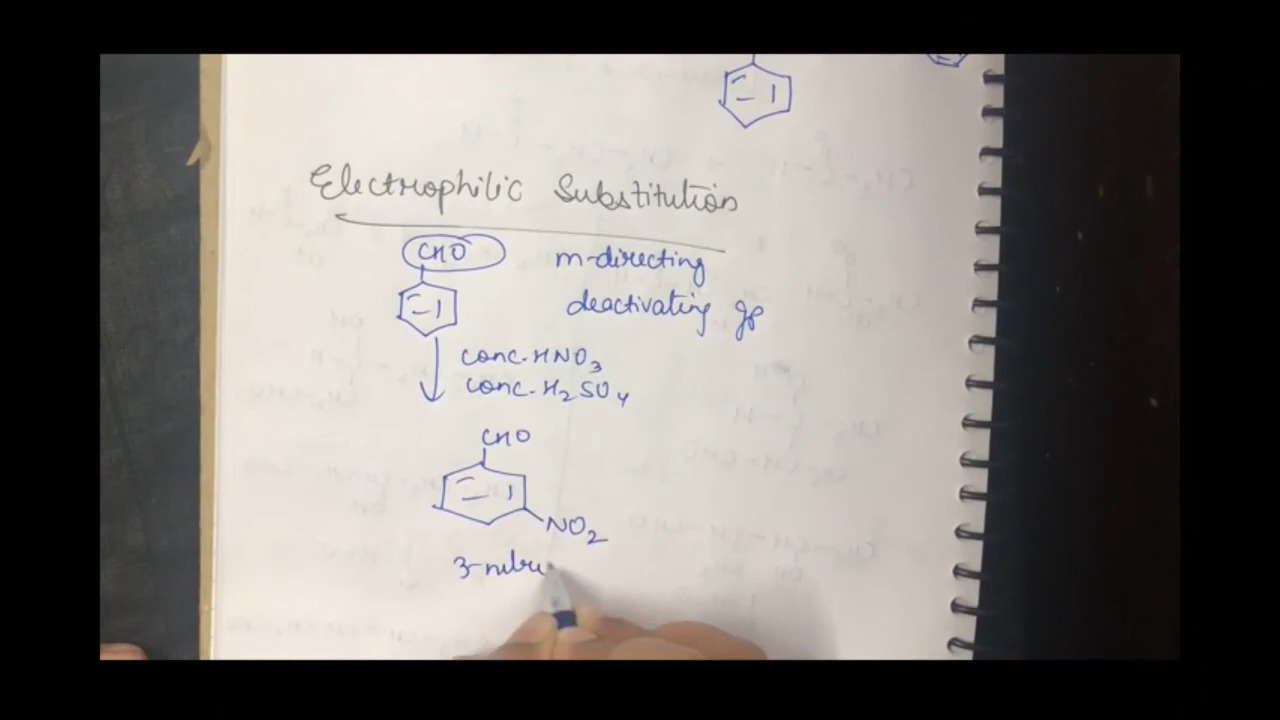 Electrophilic Substitution
CHO
m-directing
deactivating gp
conc. HNO3
conc. H2SO4
CHO
NO2
3-nitro